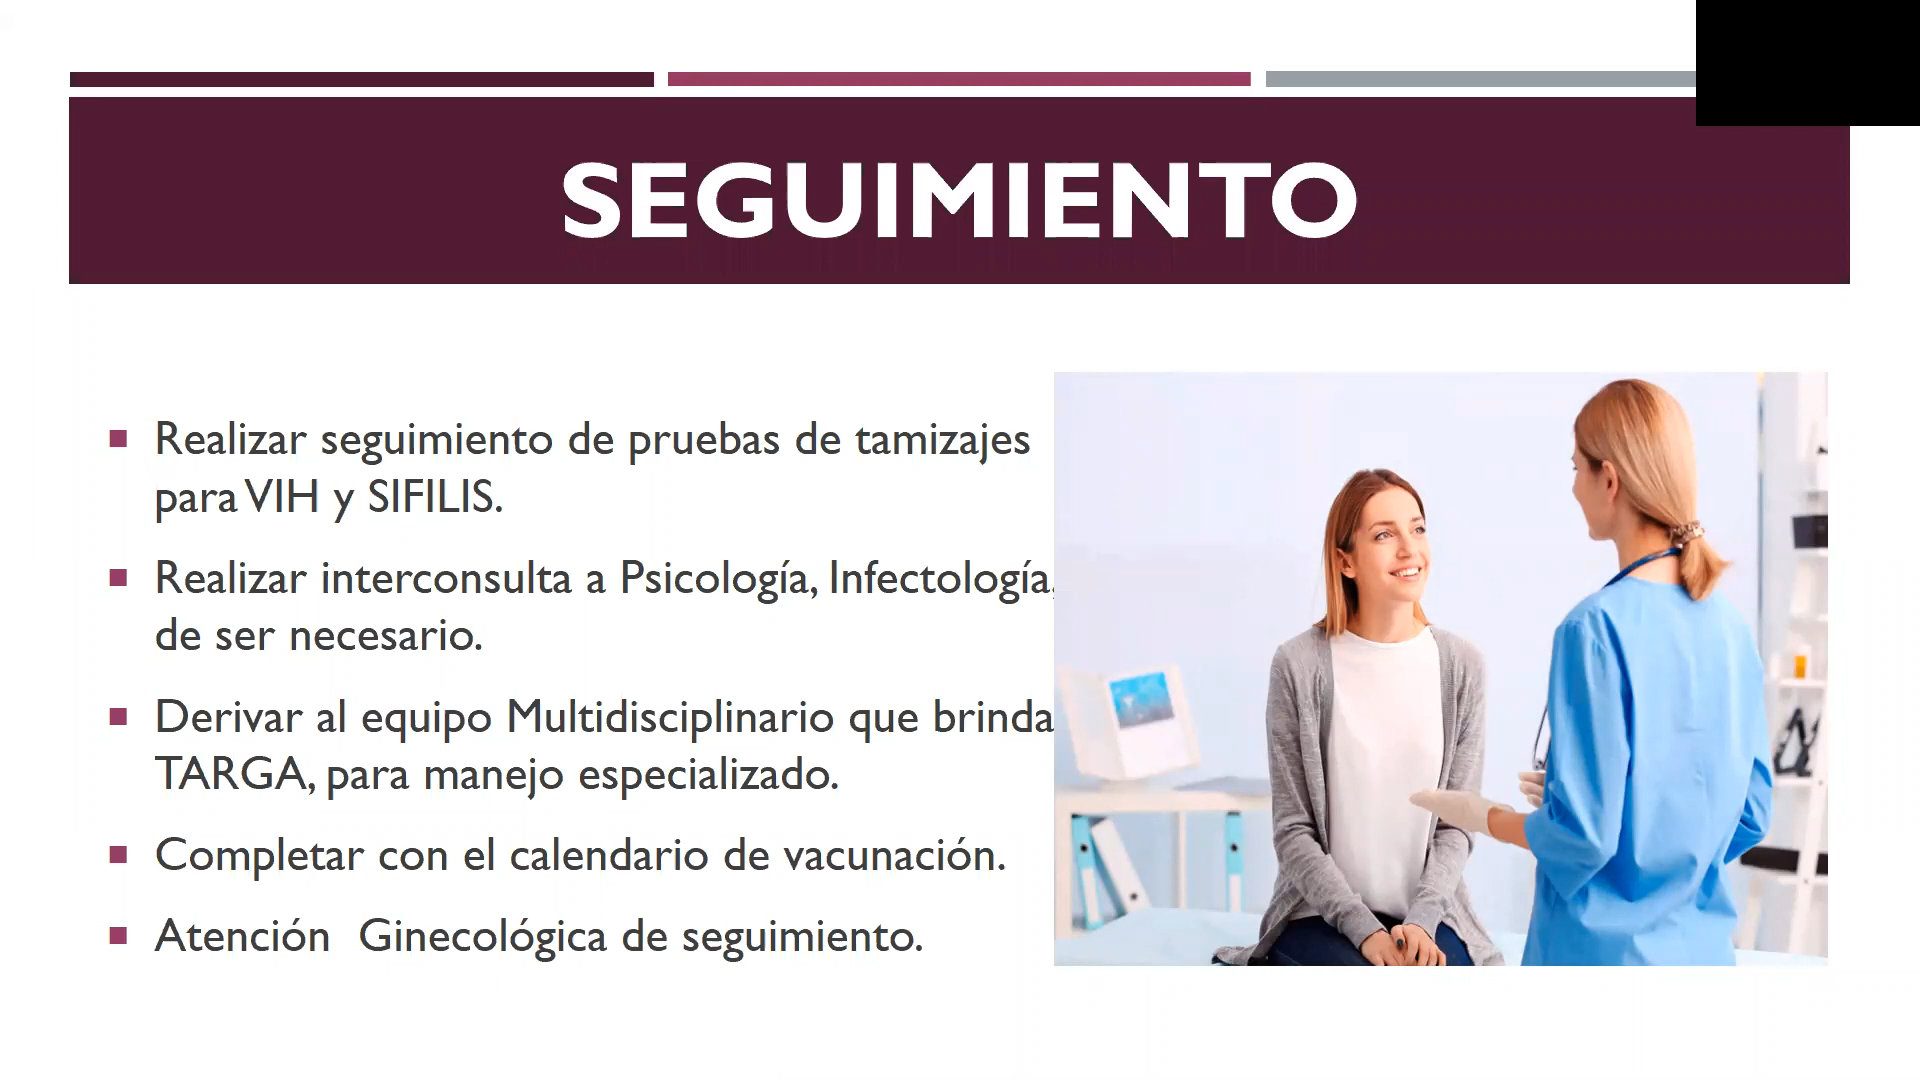 SEGUIMIENTO
Realizar seguimiento de pruebas de tamizajes
para VIH y SIFILIS.
Realizar interconsulta a Psicología, Infectología,
de ser necesario.
Derivar al equipo Multidisciplinario que brinda
TARGA, para manejo especializado.
Completar con el calendario de vacunación.
Atención  Ginecológica de seguimiento.